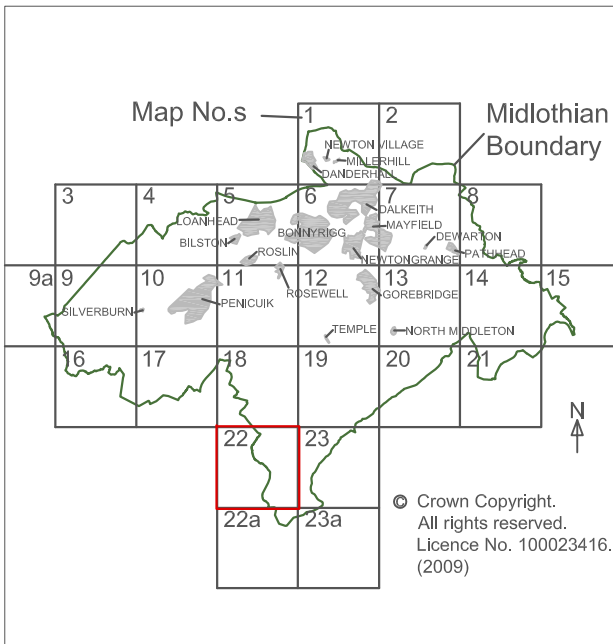 Map No.s
1
2
Midlothian
Boundary
NEWTON VILLAGE
MILLERHILL
DANDERHALL
3
4
5
6
7
8
LOANHEAD
DALKEITH
BONNYRIGG
MAYFIELD
BILSTON
DEWARTON
PATHHEAD
ROSLIN
NEWTONGRANGE
9a
9
10
11
12
13
14
15
SILVERBURN
PENICUIK
ROSEWELL
GOREBRIDGE
TEMPLE
NORTH MIDDLETON
16
17
18
19
20
21
N
22
23
© Crown Copyright.
All rights reserved.
Licence No. 100023416.
(2009)
22a
23a